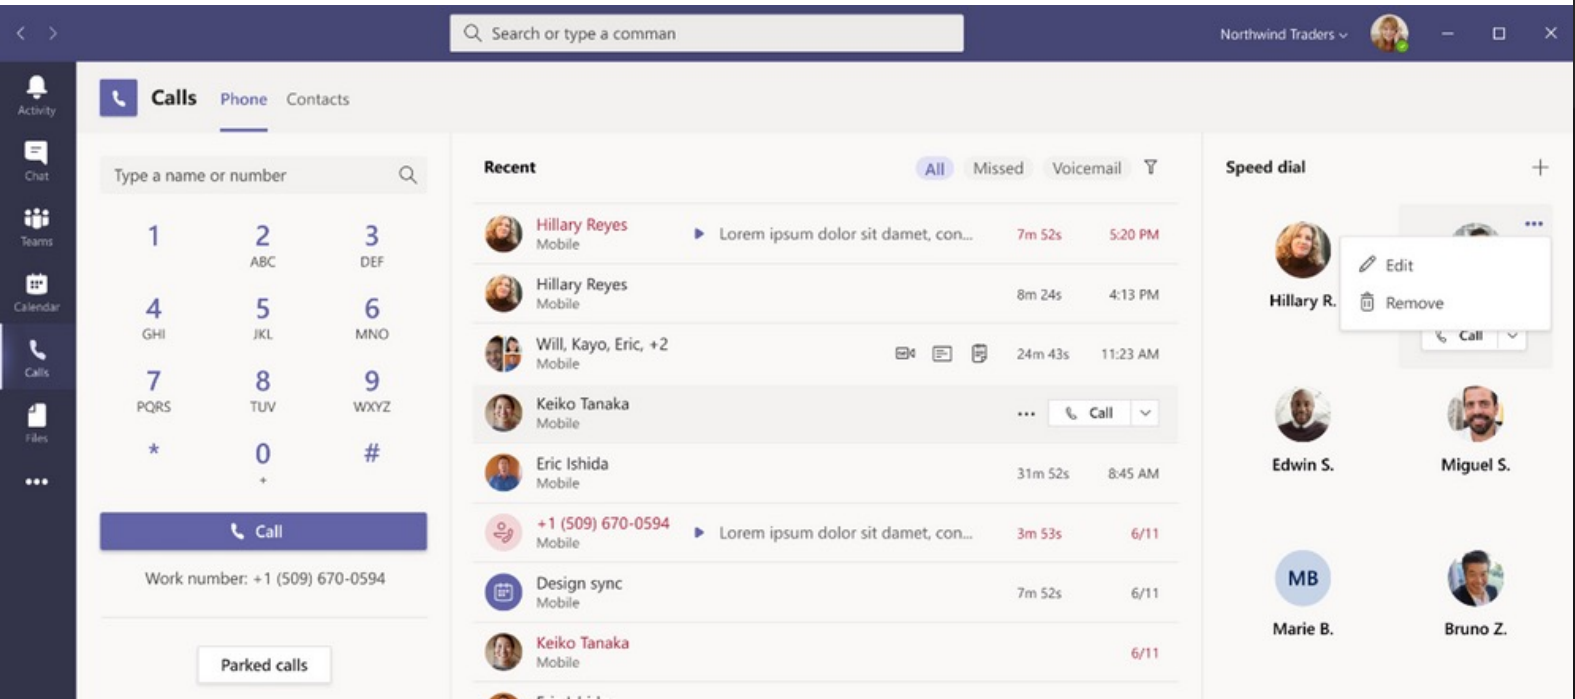 Search or type a comman
Northwind Traders
Activity
Chat
Teams
Calendar
Calls
Files
Calls
Phone
Contacts
Type a name or number
1
2
3
ABC
DEF
4
5
6
GHI
JKL
MNO
7
8
9
PQRS
TUV
WXYZ
*
0
#
+
Call
Work number: +1 (509) 670-0594
Parked calls
Recent
All
Missed
Voicemail
Hillary Reyes
Mobile
Lorem ipsum dolor sit damet, con...
7m 52s
5:20 PM
Hillary Reyes
Mobile
8m 24s
4:13 PM
Will, Kayo, Eric, +2
Mobile
24m 43s
11:23 AM
Keiko Tanaka
Mobile
Call
Eric Ishida
Mobile
31m 52s
8:45 AM
+1 (509) 670-0594
Mobile
Lorem ipsum dolor sit damet, con...
3m 53s
6/11
Design sync
Mobile
7m 52s
6/11
Keiko Tanaka
Mobile
6/11
Speed dial
Hillary R.
Edit
Remove
Call
Edwin S.
Miguel S.
MB
Marie B.
Bruno Z.